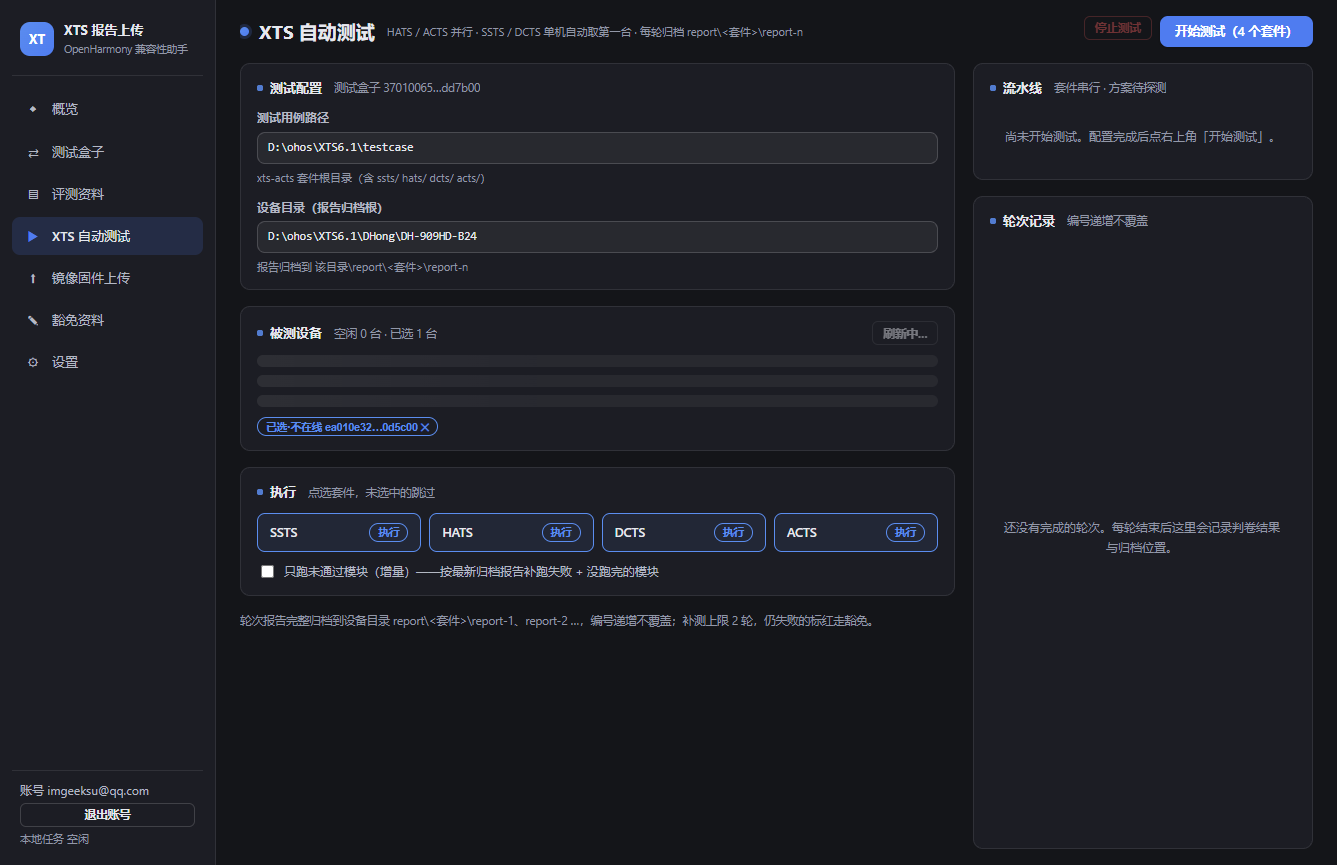 XT
XTS 报告上传
OpenHarmony 兼容性助手
概览
测试盒子
评测资料
XTS 自动测试
镜像固件上传
豁免资料
设置
账号 imgeeksu@qq.com
退出账号
本地任务 空闲
XTS 自动测试 HATS / ACTS 并行 · SSTS / DCTS 单机自动取第一台 · 每轮归档 report\<套件>\report-n
停止测试
开始测试（4 个套件）
测试配置 测试盒子 37010065…dd7b00
测试用例路径
D:\ohos\XTS6.1\testcase
xts-acts 套件根目录（含 ssts/ hats/ dcts/ acts/）
设备目录（报告归档根）
D:\ohos\XTS6.1\DHong\DH-909HD-B24
报告归档到 该目录\report\<套件>\report-n
被测设备 空闲 0 台 · 已选 1 台
刷新中…
已选·不在线 ea010e32…0d5c00 ✕
执行 点选套件，未选中的跳过
SSTS 执行 HATS 执行 DCTS 执行 ACTS 执行
只跑未通过模块（增量）——按最新归档报告补跑失败 + 没跑完的模块
轮次报告完整归档到设备目录 report\<套件>\report-1、report-2 …，编号递增不覆盖；补测上限 2 轮，仍失败的标红走豁免。
流水线 套件串行 · 方案待探测
尚未开始测试。配置完成后点右上角「开始测试」。
轮次记录 编号递增不覆盖
还没有完成的轮次。每轮结束后这里会记录判卷结果
与归档位置。